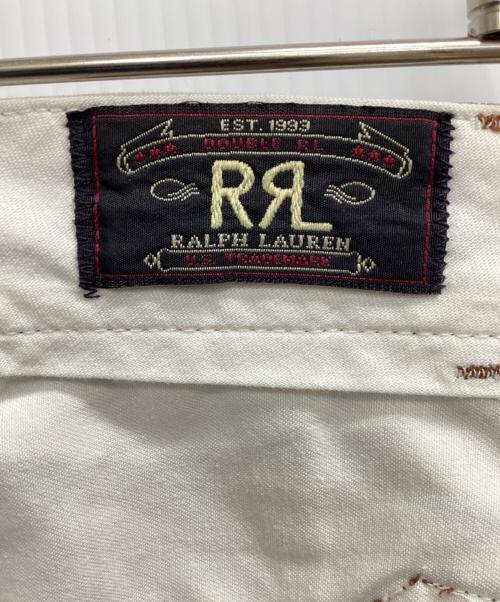 EST. 1993
DOUBLE RL
RRL
RALPH LAUREN
U.S. TRADEMARK